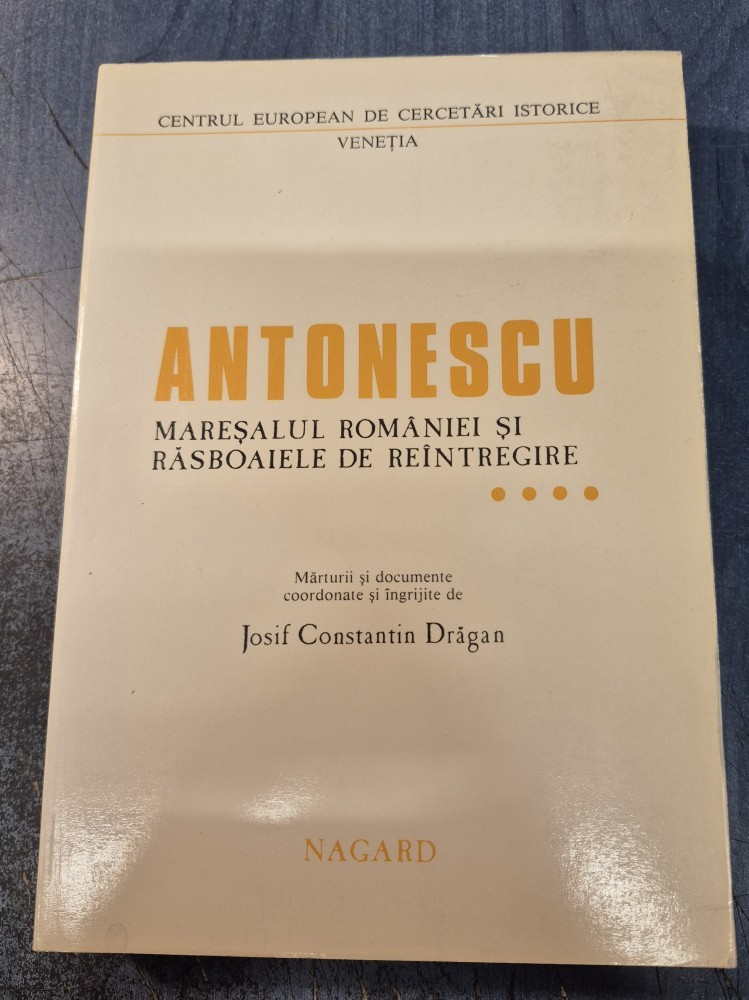 CENTRUL EUROPEAN DE CERCETĂRI ISTORICE
VENEȚIA
ANTONESCU
MAREȘALUL ROMÂNIEI ȘI
RĂSBOAIELE DE REÎNTREGIRE
Mărturii și documente
coordonate și îngrijite de
Josif Constantin Drăgan
NAGARD